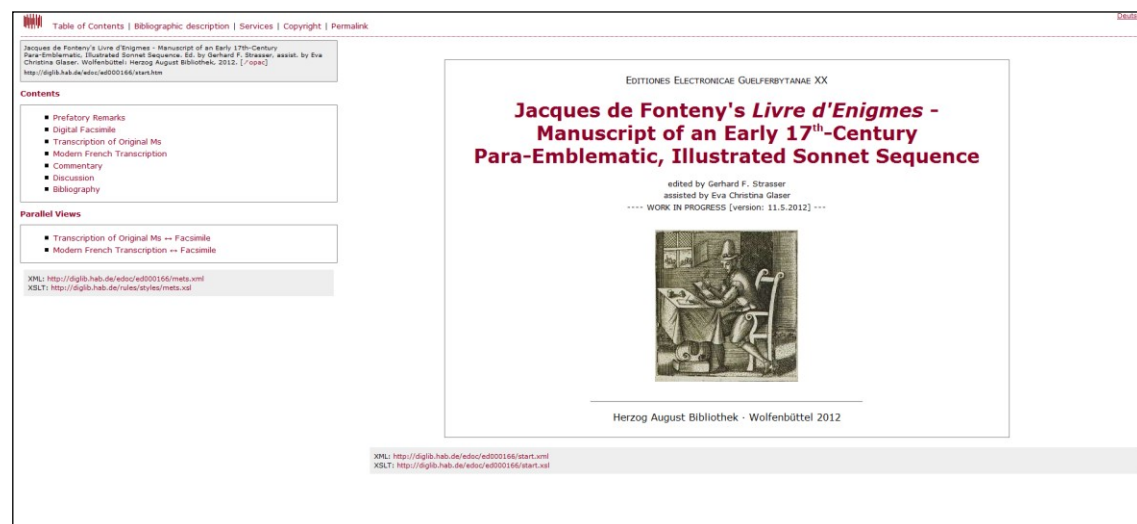 Table of Contents | Bibliographic description | Services | Copyright | Permalink
Deuts
Jacques de Fonteny's Livre d'Enigmes - Manuscript of an Early 17th-Century
Para-Emblematic, Illustrated Sonnet Sequence. Ed. by Gerhard F. Strasser, assist. by Eva
Christina Glaser. Wolfenbüttel: Herzog August Bibliothek, 2012. [↗opac]
http://diglib.hab.de/edoc/ed000166/start.htm
Contents
Prefatory Remarks
Digital Facsimile
Transcription of Original Ms
Modern French Transcription
Commentary
Discussion
Bibliography
Parallel Views
Transcription of Original Ms ↔ Facsimile
Modern French Transcription ↔ Facsimile
XML: http://diglib.hab.de/edoc/ed000166/mets.xml
XSLT: http://diglib.hab.de/rules/styles/mets.xsl
EDITIONES ELECTRONICAE GUELFERBYTANAE XX
Jacques de Fonteny's Livre d'Enigmes -
Manuscript of an Early 17th-Century
Para-Emblematic, Illustrated Sonnet Sequence
edited by Gerhard F. Strasser
assisted by Eva Christina Glaser
---- WORK IN PROGRESS [version: 11.5.2012] ---
Herzog August Bibliothek · Wolfenbüttel 2012
XML: http://diglib.hab.de/edoc/ed000166/start.xml
XSLT: http://diglib.hab.de/edoc/ed000166/start.xsl